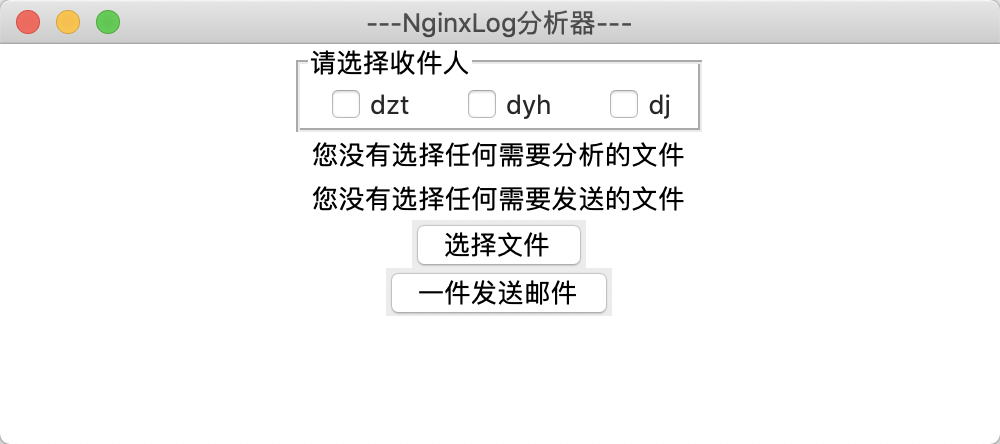 ---NginxLog分析器---
请选择收件人
dzt dyh dj
您没有选择任何需要分析的文件
您没有选择任何需要发送的文件
选择文件
一件发送邮件